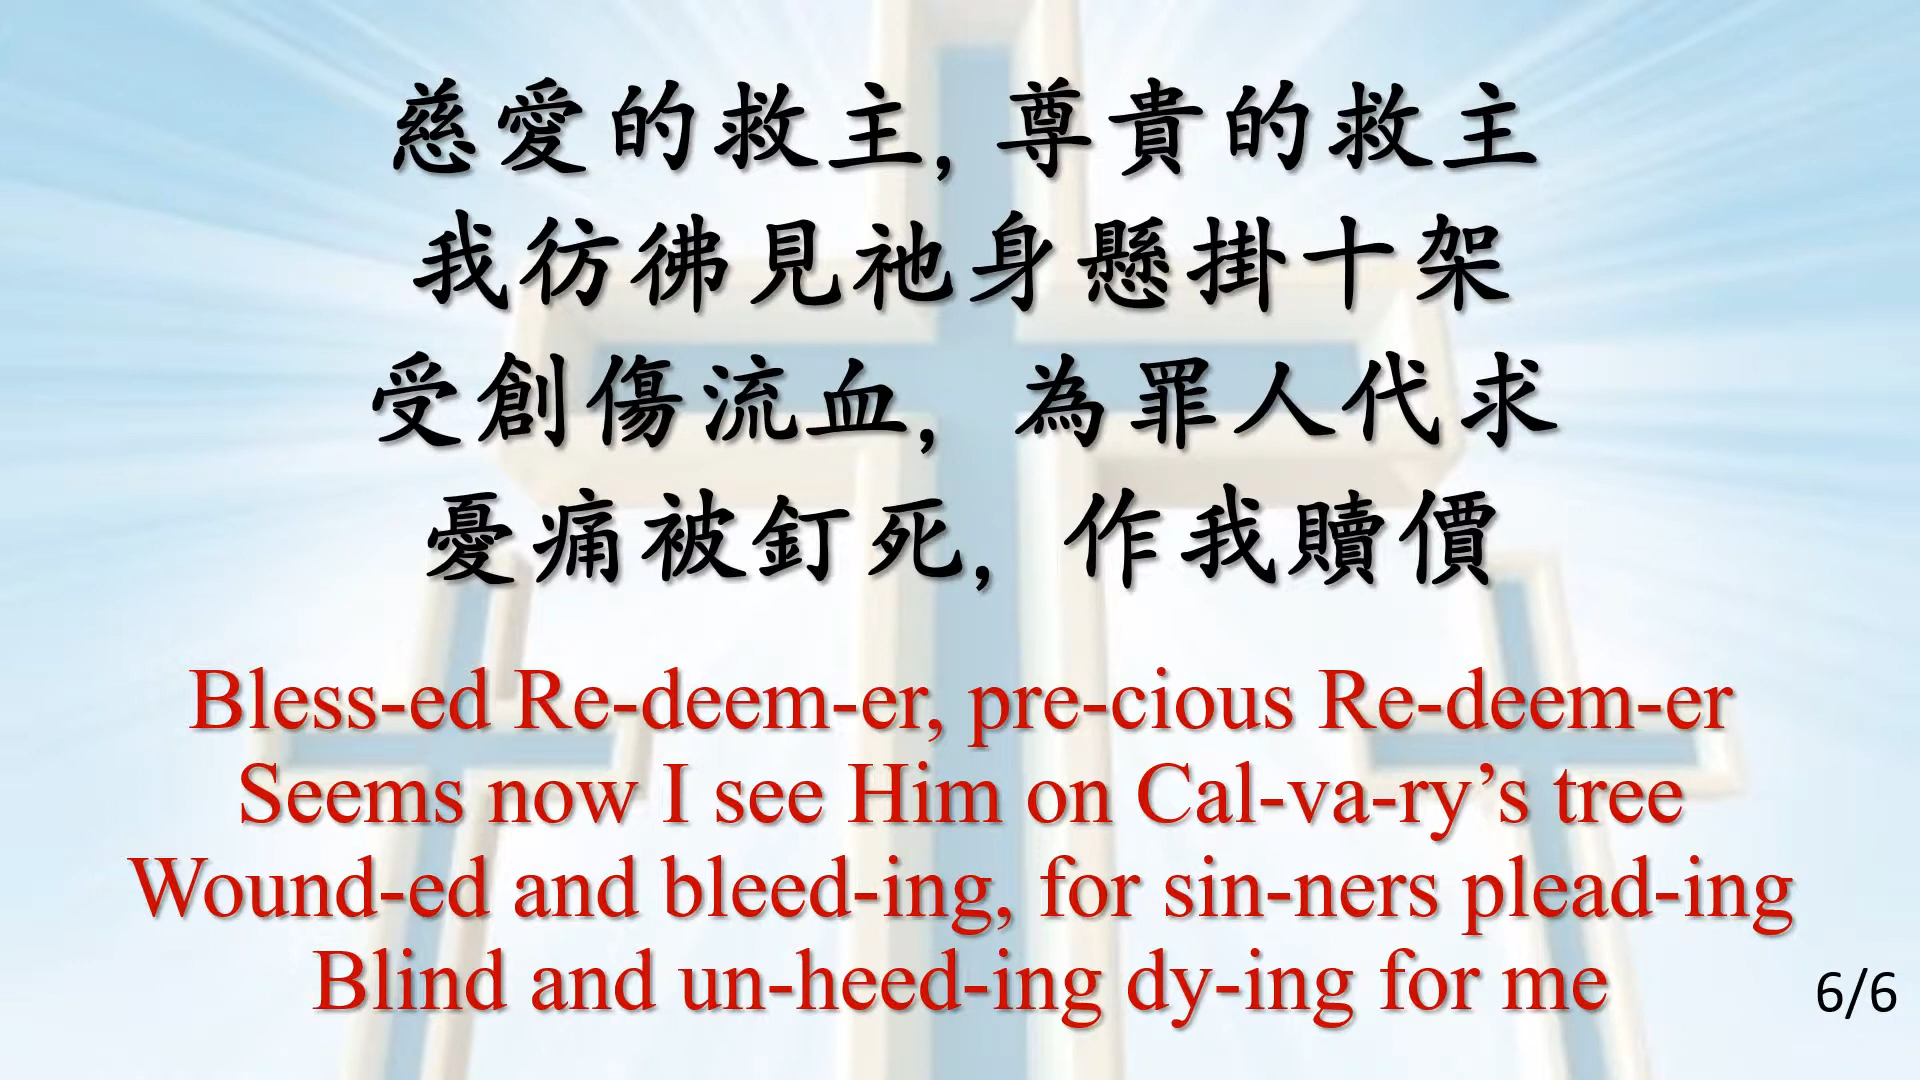 慈愛的救主,尊貴的救主
我彷彿見祂身懸掛十架
受創傷流血, 為罪人代求
憂痛被釘死, 作我贖價
Bless-ed Re-deem-er, pre-cious Re-deem-er
Seems now I see Him on Cal-va-ry’s tree
Wound-ed and bleed-ing, for sin-ners plead-ing
Blind and un-heed-ing dy-ing for me
6/6